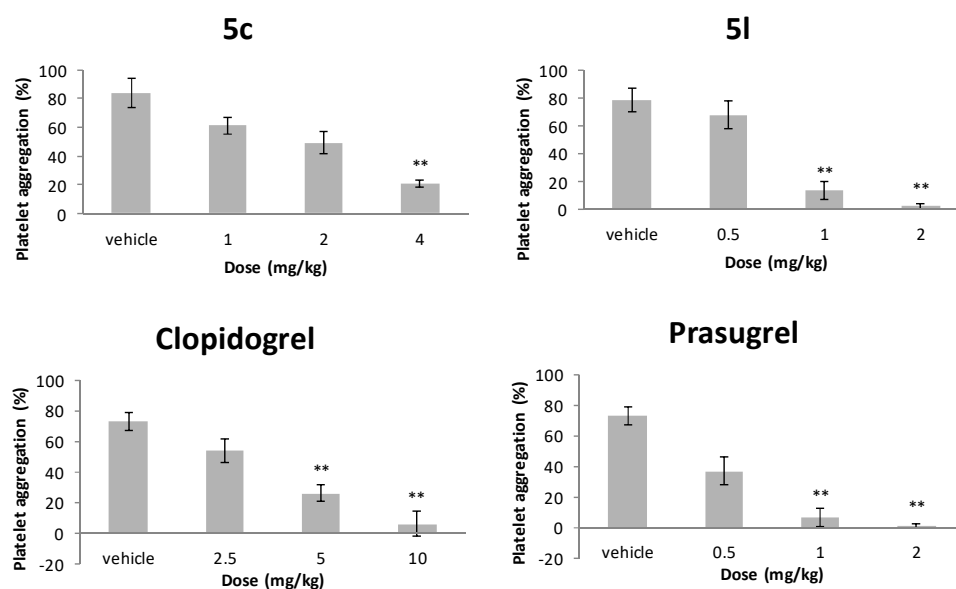 5c
Platelet aggregation (%)
100
80
60
40
20
0
**
vehicle 1 2 4
Dose (mg/kg)
5l
Platelet aggregation (%)
100
80
60
40
20
0
**
**
vehicle 0.5 1 2
Dose (mg/kg)
Clopidogrel
Platelet aggregation (%)
100
80
60
40
20
0
-20
**
**
vehicle 2.5 5 10
Dose (mg/kg)
Prasugrel
Platelet aggregation (%)
100
80
60
40
20
0
-20
**
**
vehicle 0.5 1 2
Dose (mg/kg)